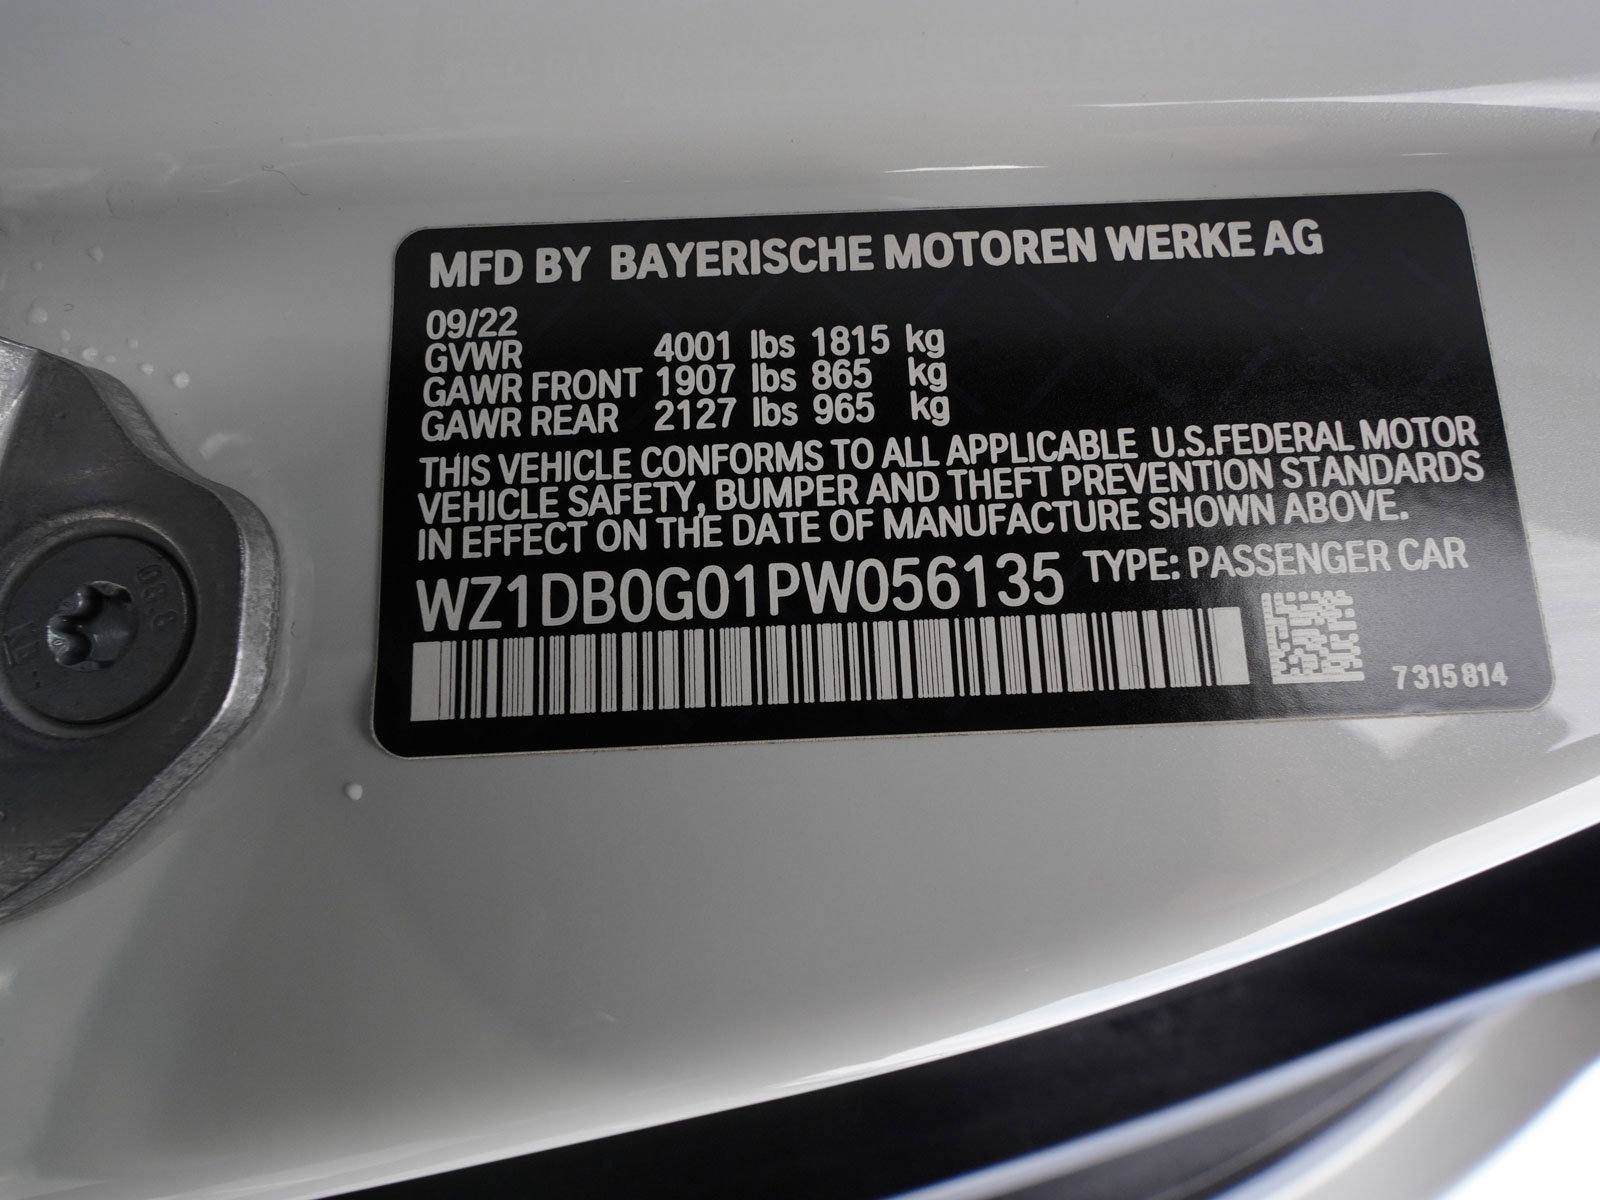 MFD BY BAYERISCHE MOTOREN WERKE AG
09/22
GVWR 4001 lbs 1815 kg
GAWR FRONT 1907 lbs 865 kg
GAWR REAR 2127 lbs 965 kg
THIS VEHICLE CONFORMS TO ALL APPLICABLE U.S.FEDERAL MOTOR
VEHICLE SAFETY, BUMPER AND THEFT PREVENTION STANDARDS
IN EFFECT ON THE DATE OF MANUFACTURE SHOWN ABOVE.
WZ1DB0G01PW056135 TYPE: PASSENGER CAR
7 315 814